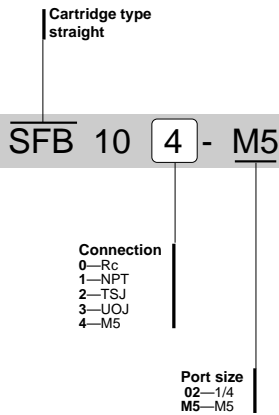 Cartridge type
straight
SFB 10 4 - M5
Connection
0—Rc
1—NPT
2—TSJ
3—UOJ
4—M5
Port size
02—1/4
M5—M5